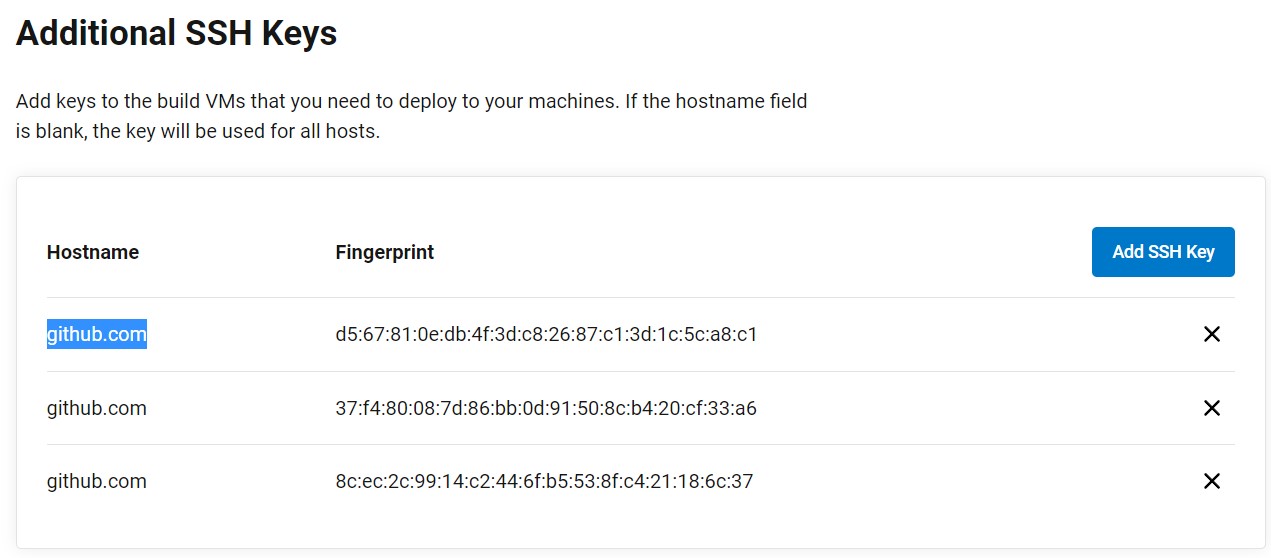 Additional SSH Keys
Add keys to the build VMs that you need to deploy to your machines. If the hostname field
is blank, the key will be used for all hosts.
Hostname Fingerprint Add SSH Key
github.com d5:67:81:0e:db:4f:3d:c8:26:87:c1:3d:1c:5c:a8:c1
github.com 37:f4:80:08:7d:86:bb:0d:91:50:8c:b4:20:cf:33:a6
github.com 8c:ec:2c:99:14:c2:44:6f:b5:53:8f:c4:21:18:6c:37